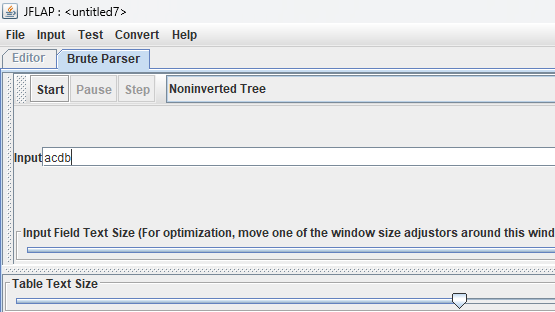 JFLAP : <untitled7>
File Input Test Convert Help
Editor Brute Parser
Start Pause Step Noninverted Tree
Input acdb
Input Field Text Size (For optimization, move one of the window size adjustors around this wind
Table Text Size